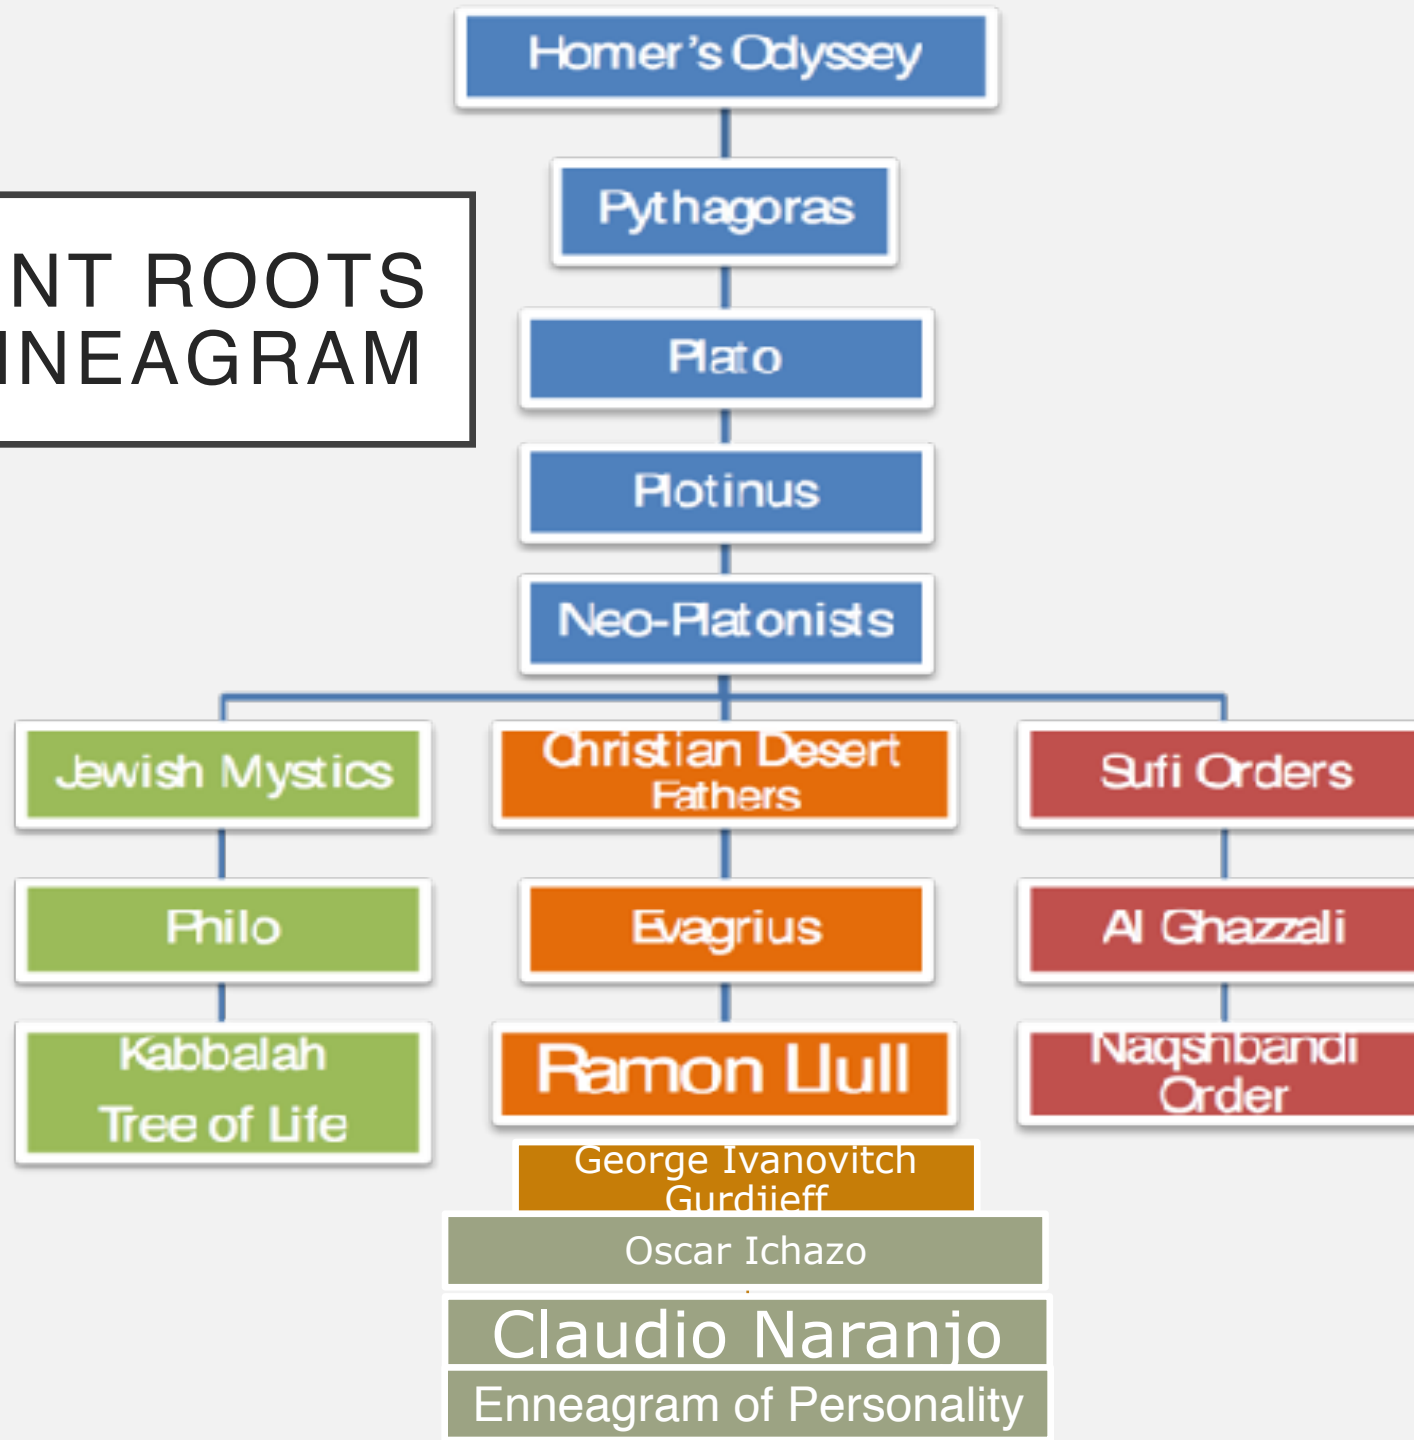 Homer's Odyssey
Pythagoras
NT ROOTS
NNEAGRAM
Plato
Plotinus
Neo-Platonists
Jewish Mystics
Christian Desert
Fathers
Sufi Orders
Philo
Evagrius
Al Ghazzali
Kabbalah
Tree of Life
Ramon Llull
Naqshbandi
Order
George Ivanovitch
Gurdjieff
Oscar Ichazo
Claudio Naranjo
Enneagram of Personality